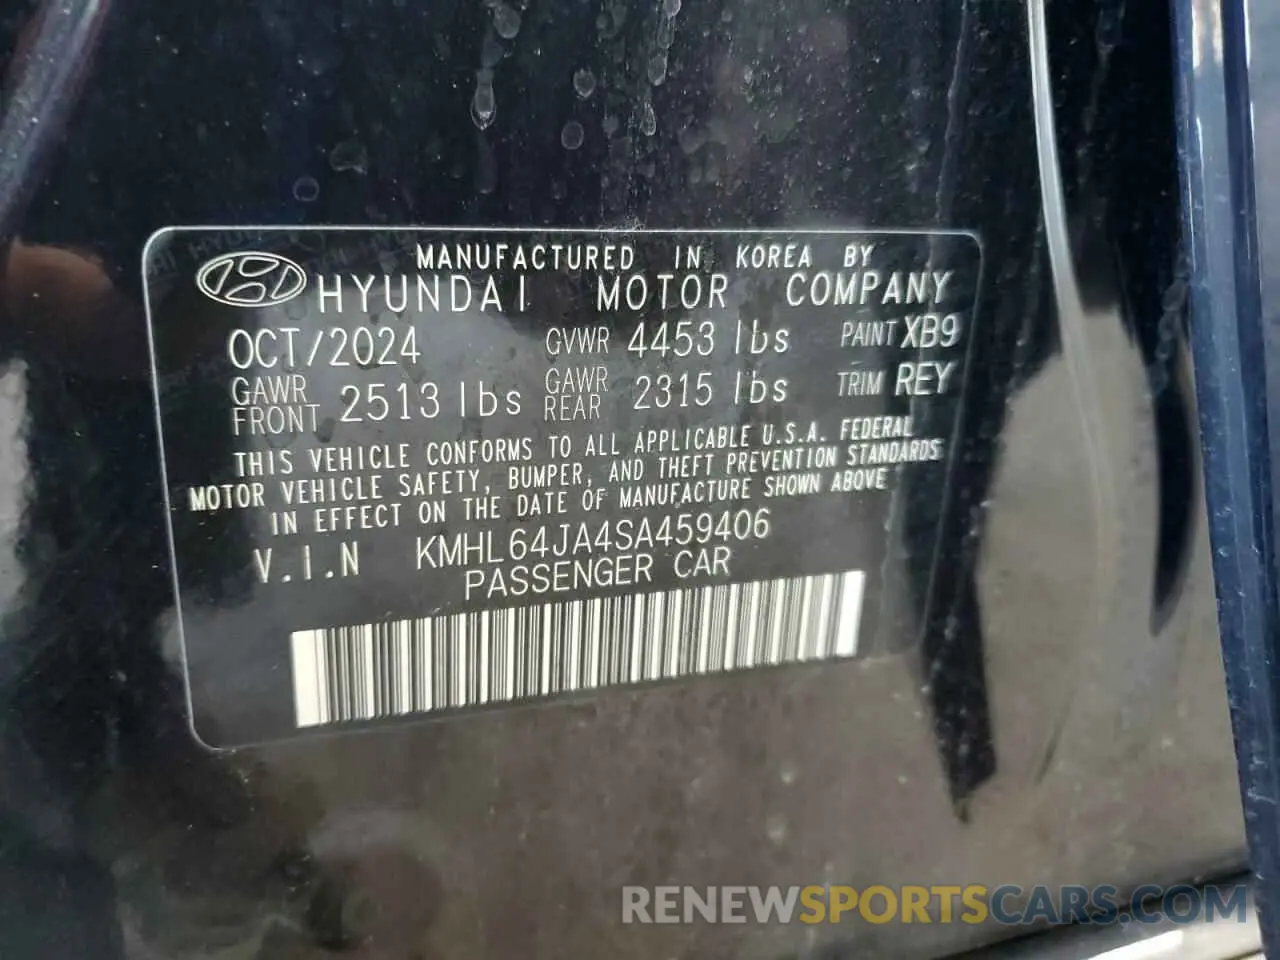 MANUFACTURED IN KOREA BY
HYUNDAI MOTOR COMPANY
OCT/2024 GVWR 4453 lbs PAINT XB9
GAWR FRONT 2513 lbs GAWR REAR 2315 lbs TRIM REY
THIS VEHICLE CONFORMS TO ALL APPLICABLE U.S.A. FEDERAL
MOTOR VEHICLE SAFETY, BUMPER, AND THEFT PREVENTION STANDARDS
IN EFFECT ON THE DATE OF MANUFACTURE SHOWN ABOVE
V.I.N KMHL64JA4SA459406
PASSENGER CAR
RENEWSPORTSCARS.COM